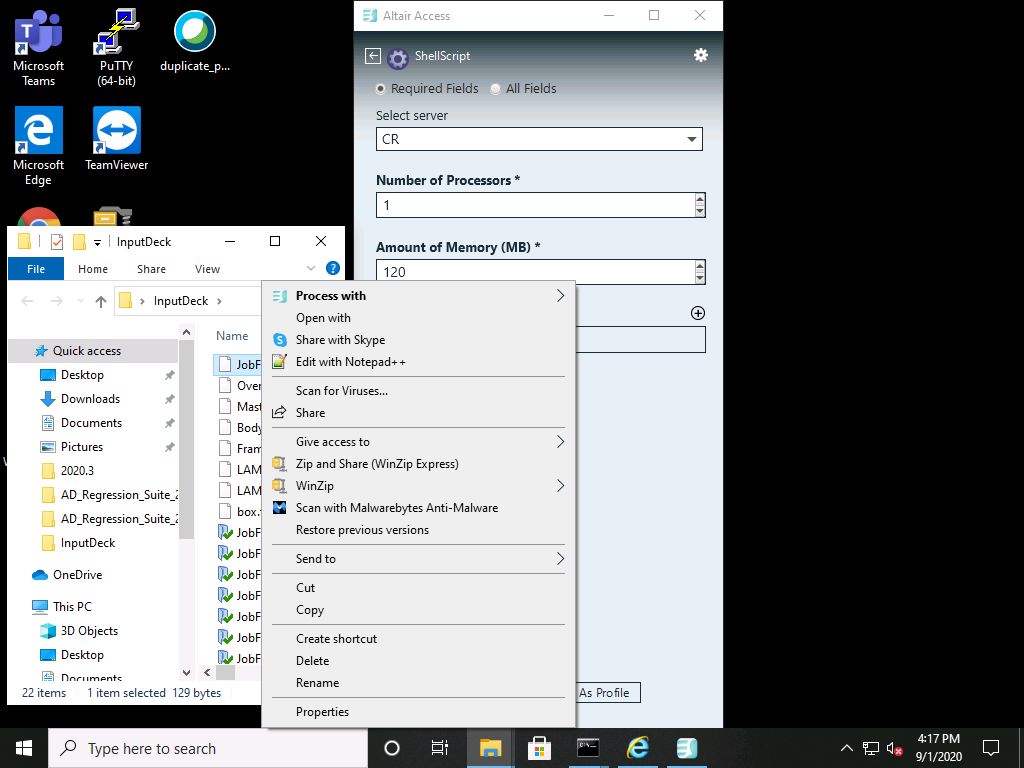 Microsoft
Teams
PuTTY
(64-bit)
duplicate_p...
Microsoft
Edge
TeamViewer
Altair Access
ShellScript
Required Fields
All Fields
Select server
CR
Number of Processors *
1
Amount of Memory (MB) *
120
As Profile
InputDeck
File
Home
Share
View
InputDeck
Name
Quick access
Desktop
Downloads
Documents
Pictures
2020.3
AD_Regression_Suite_2
AD_Regression_Suite_2
InputDeck
OneDrive
This PC
3D Objects
Desktop
Documents
JobF
Over
Mast
Body
Fram
LAM
LAM
box.
JobF
JobF
JobF
JobF
JobF
JobF
JobF
22 items
1 item selected
129 bytes
Process with
Open with
Share with Skype
Edit with Notepad++
Scan for Viruses...
Share
Give access to
Zip and Share (WinZip Express)
WinZip
Scan with Malwarebytes Anti-Malware
Restore previous versions
Send to
Cut
Copy
Create shortcut
Delete
Rename
Properties
Type here to search
4:17 PM
9/1/2020